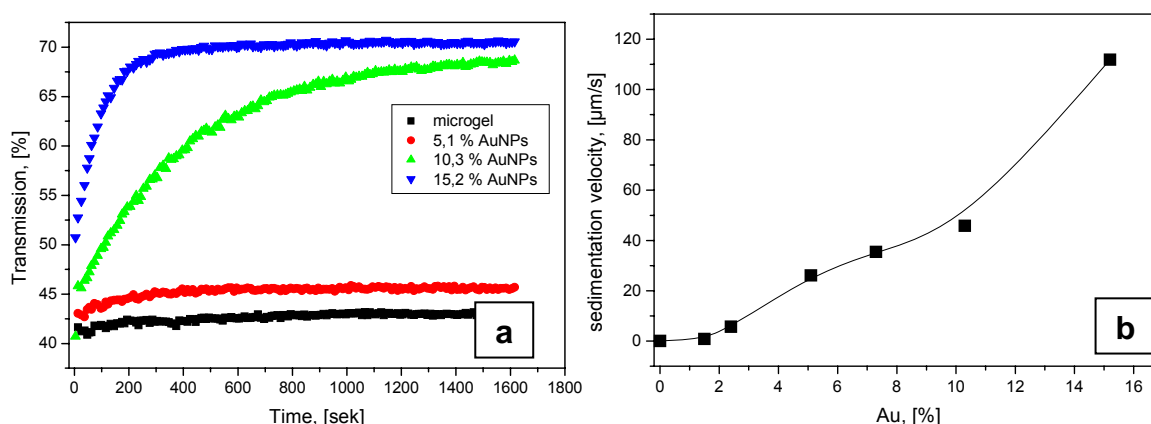 Transmission, [%]
70
65
60
55
50
45
40
0 200 400 600 800 1000 1200 1400 1600 1800
Time, [sek]
microgel
5,1 % AuNPs
10,3 % AuNPs
15,2 % AuNPs
a
sedimentation velocity, [µm/s]
120
100
80
60
40
20
0
0 2 4 6 8 10 12 14 16
Au, [%]
b